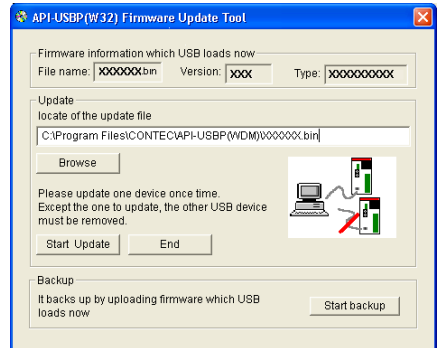 API-USBP(W32) Firmware Update Tool
Firmware information which USB loads now
File name: XXXXXX.bin Version: XXX Type: XXXXXXXXX
Update
locate of the update file
C:\Program Files\CONTEC\API-USBP(WDM)\XXXXXX.bin
Browse
Please update one device once time.
Except the one to update, the other USB device
must be removed.
Start Update End
Backup
It backs up by uploading firmware which USB
loads now
Start backup